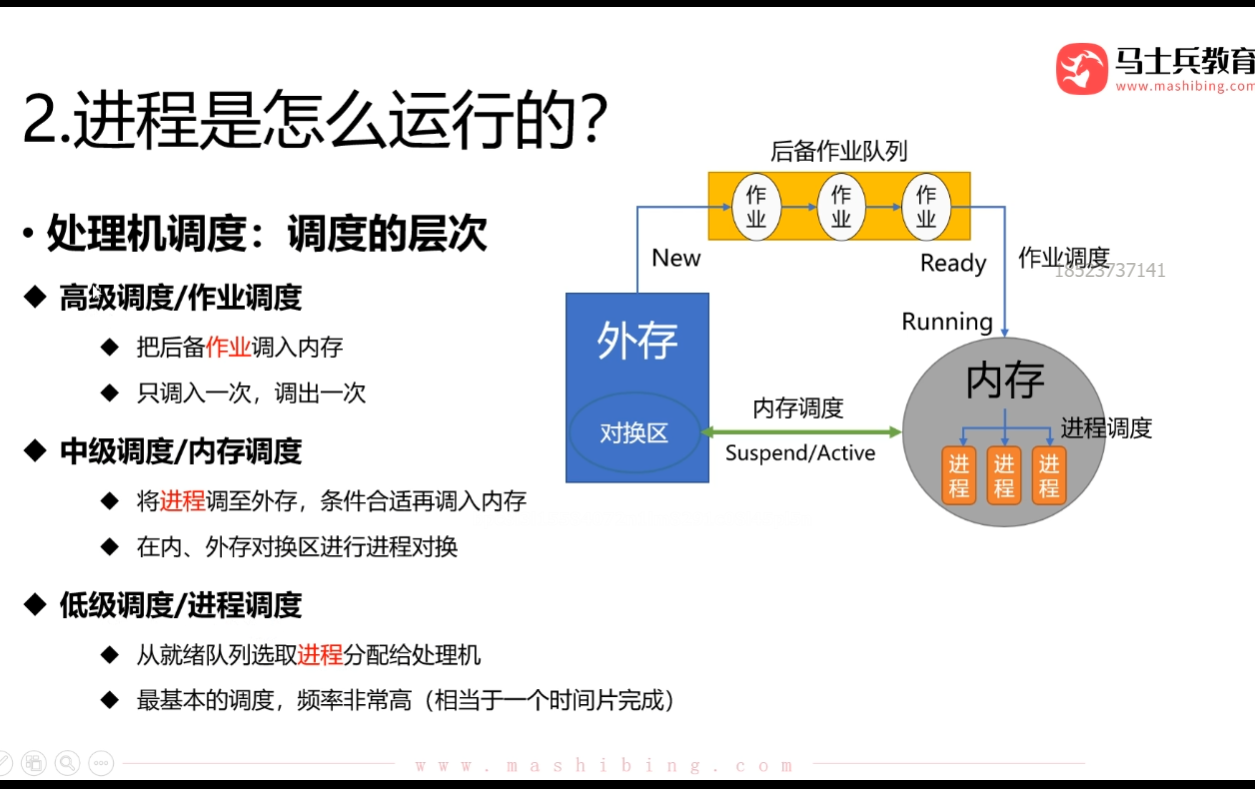 马士兵教育
www.mashibing.com
2.进程是怎么运行的？
• 处理机调度：调度的层次
◆ 高级调度/作业调度
◆ 把后备作业调入内存
◆ 只调入一次，调出一次
◆ 中级调度/内存调度
◆ 将进程调至外存，条件合适再调入内存
◆ 在内、外存对换区进行进程对换
◆ 低级调度/进程调度
◆ 从就绪队列选取进程分配给处理机
◆ 最基本的调度，频率非常高（相当于一个时间片完成）
后备作业队列
作业
作业
作业
New
Ready
作业调度
18523737141
Running
外存
对换区
内存调度
Suspend/Active
内存
进程调度
进程
进程
进程
www.mashibing.com